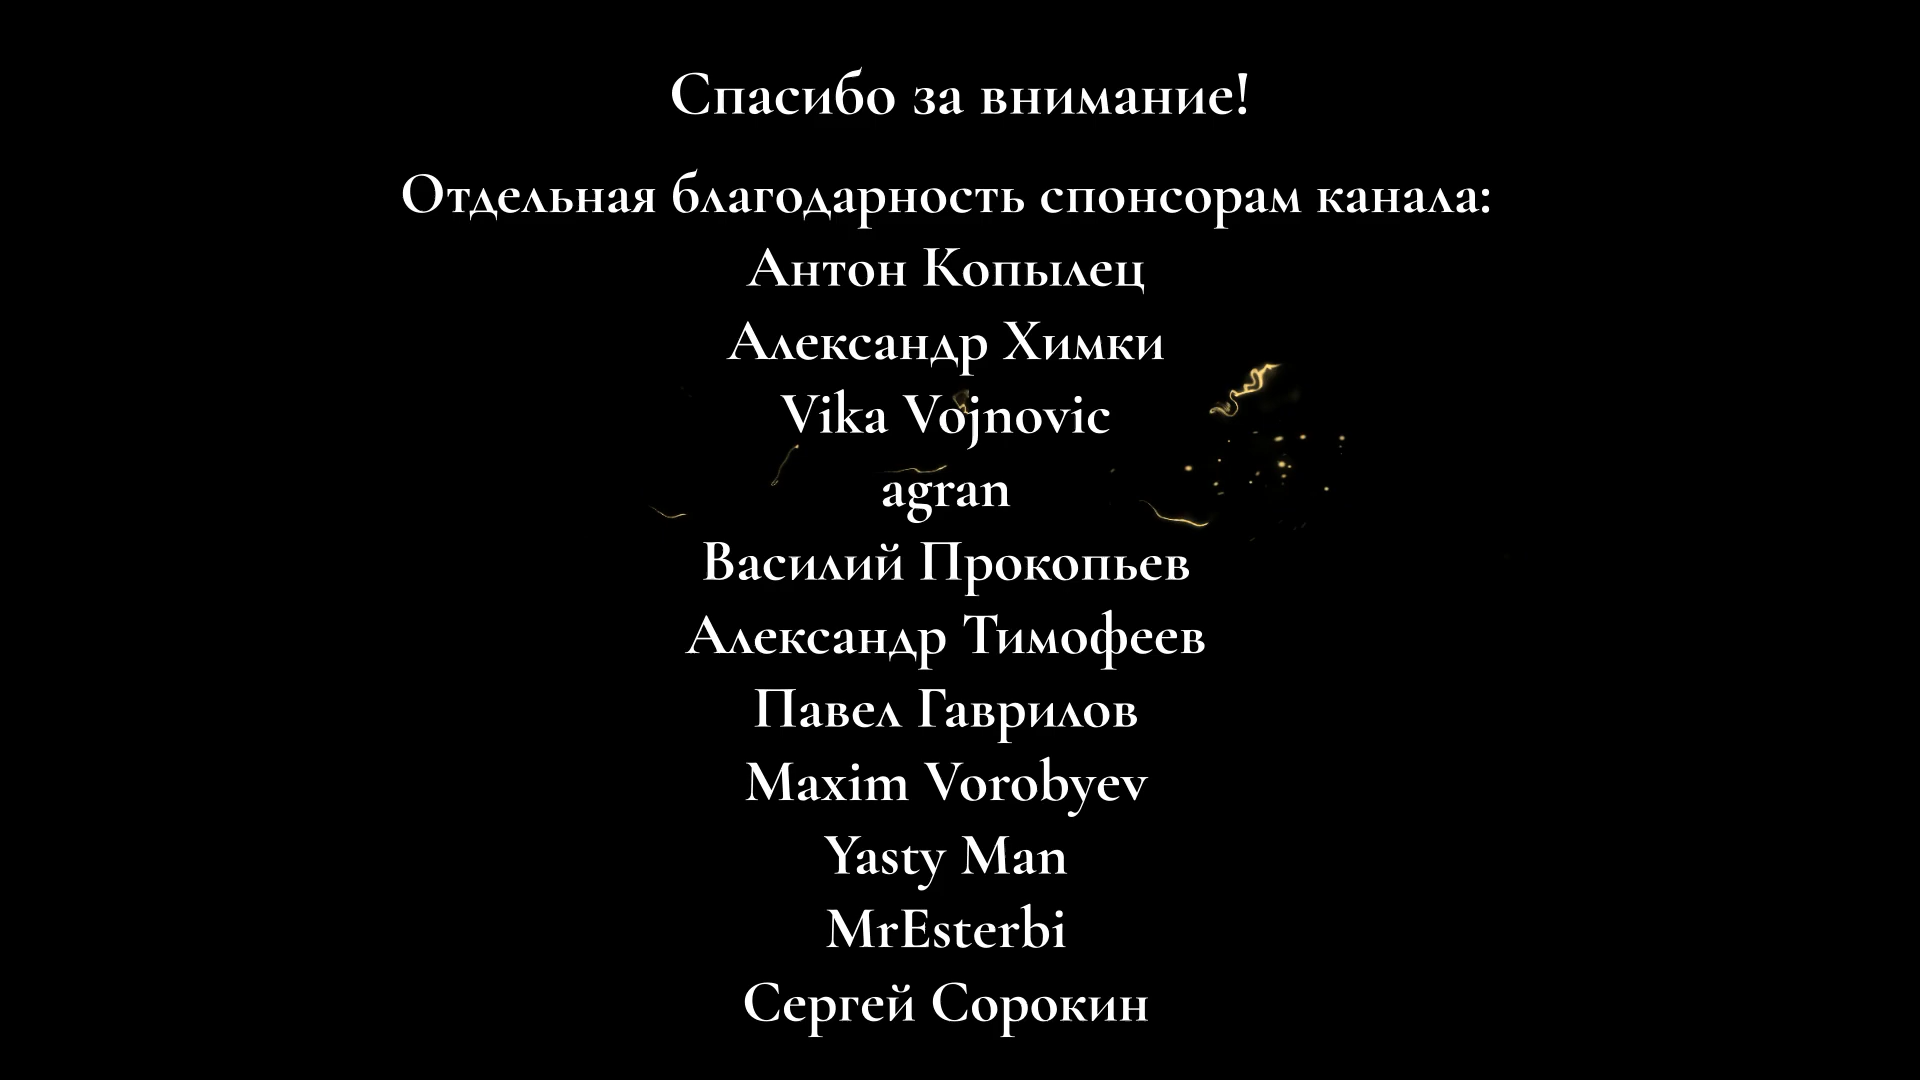 Спасибо за внимание!
Отдельная благодарность спонсорам канала:
Антон Копылец
Александр Химки
Vika Vojnovic
agran
Василий Прокопьев
Александр Тимофеев
Павел Гаврилов
Maxim Vorobyev
Yasty Man
MrEsterbi
Сергей Сорокин